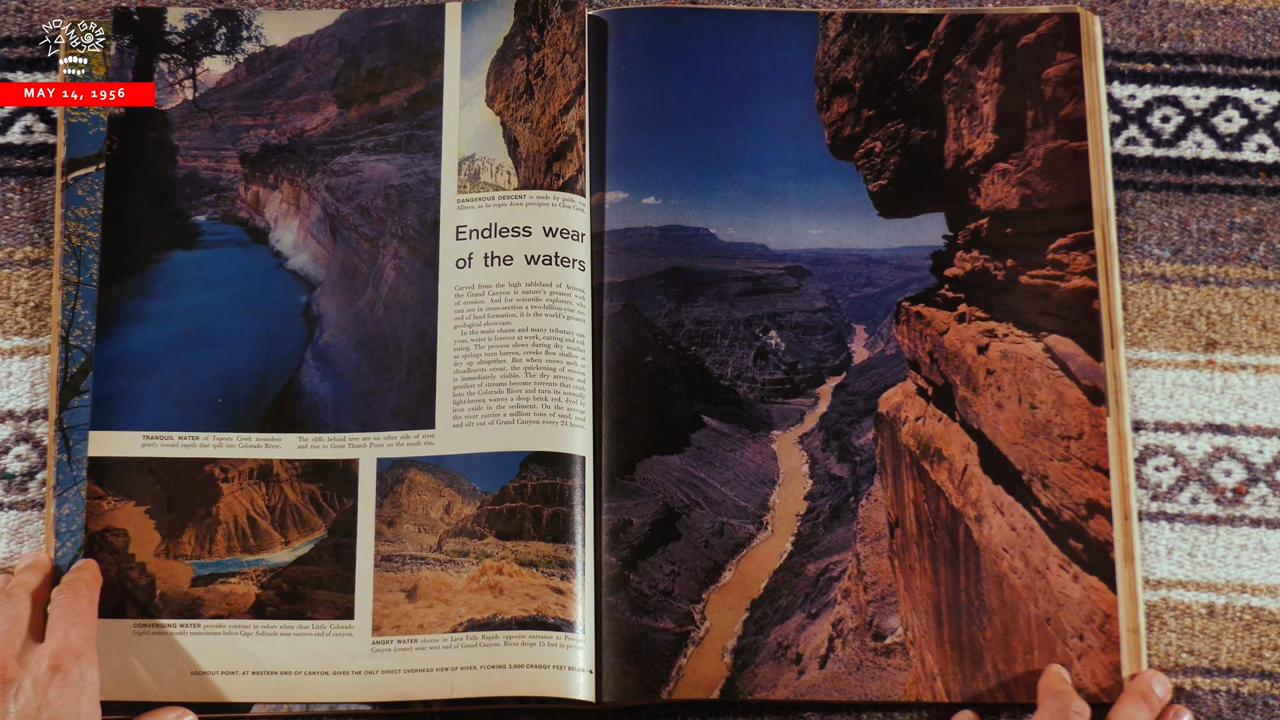 GRAND
CANYON
MAY 14, 1956
DANGEROUS DESCENT is made by guide,
Allmen, as he ropes down precipice to Clear Creek.
Endless wear
of the waters
Carved from the high tableland of Arizona,
the Grand Canyon is nature's greatest work
of erosion. And for scientific explorers, who
can see in cross-section a two-billion-year rec-
ord of land formation, it is the world's greatest
geological showcase.
In the main chasm and many tributary can-
yons, water is forever at work, cutting and wid-
ening. The process slows during dry weather
as springs turn barren, creeks flow shallow or
dry up altogether. But when snows melt or
cloudbursts occur, the quickening of erosion
is immediately visible. The dry arroyos and
gentlest of streams become torrents that crash
into the Colorado River and turn its normally
light-brown waters a deep brick red, dyed by
iron oxide in the sediment. On the average
the river carries a million tons of sand, mud
and silt out of Grand Canyon every 24 hours.
TRANQUIL WATER of Tapeats Creek meanders
gently toward rapids that spill into Colorado River.
The cliffs behind tree are on other side of river
and rise to Great Thumb Point on the south rim.
CONVERGING WATER provides contrast in colors when clear Little Colorado
(right) enters muddy mainstream below Cape Solitude near eastern end of canyon.
ANGRY WATER churns in Lava Falls Rapids opposite entrance to Prospect
Canyon (center) near west end of Grand Canyon. River drops 15 feet in picture.
LOOKOUT POINT, AT WESTERN END OF CANYON, GIVES THE ONLY DIRECT OVERHEAD VIEW OF RIVER, FLOWING 3,000 CRAGGY FEET BELOW